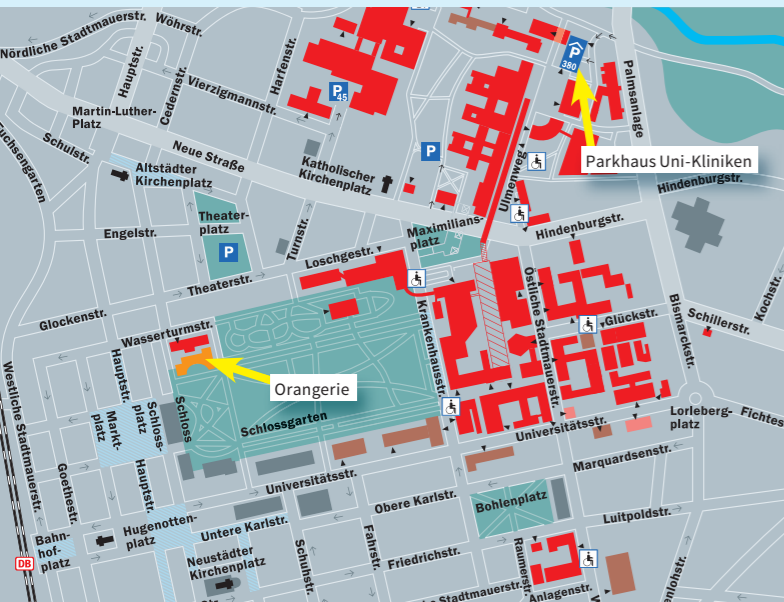 Nördliche Stadtmauerstr.
Wöhrstr.
Hauptstr.
Cedernstr.
Vierzigmannstr.
Harfenstr.
P
45
P
380
Palmsanlage
Martin-Luther-
Platz
Schulstr.
Neue Straße
Altstädter
Kirchenplatz
Katholischer
Kirchenplatz
P
Ulmenweg
Parkhaus Uni-Kliniken
Hindenburgstr.
Theater-
platz
P
Engelstr.
Turnstr.
Maximilians-
platz
Hindenburgstr.
Loschgestr.
Theaterstr.
Glockenstr.
Wasserturmstr.
Krankenhausstr.
Östliche Stadtmauerstr.
Glückstr.
Bismarckstr.
Schillerstr.
Kochstr.
Westliche Stadtmauerstr.
Hauptstr.
Orangerie
Markt-
platz
Schloss-
platz
Schloss
Schlossgarten
Universitätsstr.
Lorleberg-
platz
Fichtes
Goethestr.
Hauptstr.
Universitätsstr.
Marquardsenstr.
Obere Karlstr.
Bohlenplatz
Luitpoldstr.
Bahn-
hof-
platz
Hugenotten-
platz
Untere Karlstr.
DB
Neustädter
Kirchenplatz
Schuhstr.
Fahrstr.
Friedrichstr.
Raumerstr.
Stadtmauerstr.
Anlagenstr.